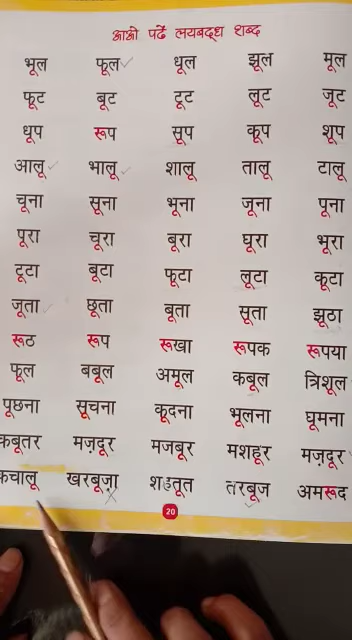 आओ पढ़ें लयबद्ध शब्द
भूल फूल धूल झूल मूल
फूट बूट टूट लूट जूट
धूप रूप सूप कूप शूप
आलू भालू शालू तालू टालू
चूना सूना भूना जूना पूना
पूरा चूरा बूरा घूरा भूरा
टूटा बूटा फूटा लूटा कूटा
जूता छूता बूता सूता झूठा
रूठ रूप रूखा रूपक रूपया
फूल बबूल अमूल कबूल त्रिशूल
पूछना सूचना कूदना भूलना घूमना
कबूतर मज़दूर मजबूर मशहूर मज़दूर
कचालू खरबूज़ा तरबूज अमरूद
20